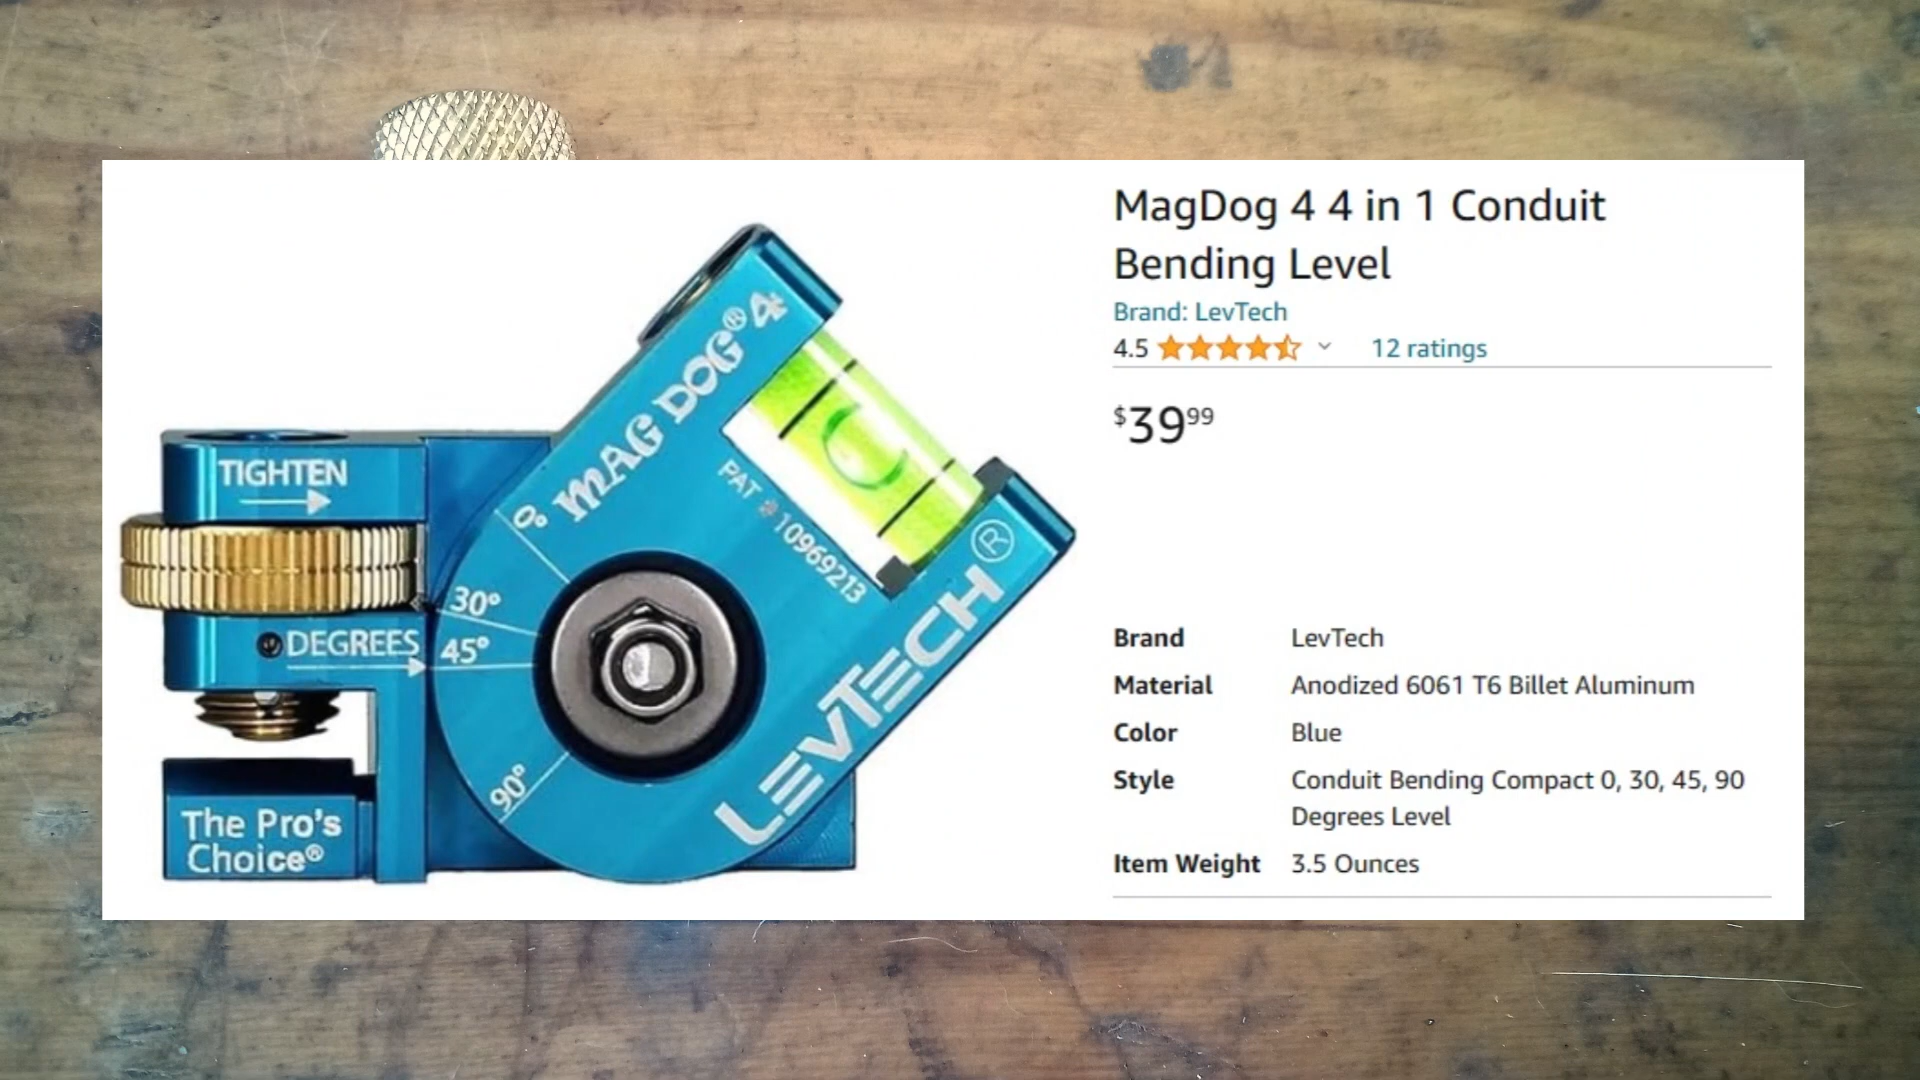 TIGHTEN
DEGREES
The Pro's
Choice®
MAG DOG® 4
PAT # 10969213
LEVTECH®
0°
30°
45°
90°
MagDog 4 4 in 1 Conduit
Bending Level
Brand: LevTech
4.5 12 ratings
$39 99
Brand LevTech
Material Anodized 6061 T6 Billet Aluminum
Color Blue
Style Conduit Bending Compact 0, 30, 45, 90
Degrees Level
Item Weight 3.5 Ounces